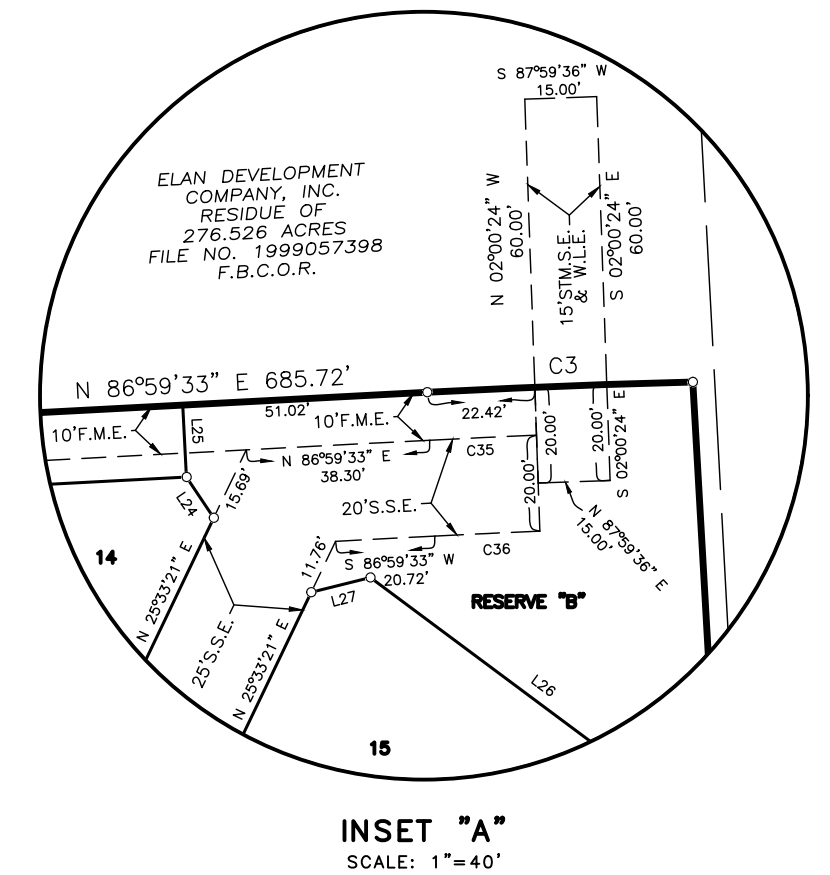 S 87°59'36" W
15.00'
ELAN DEVELOPMENT
COMPANY, INC.
RESIDUE OF
276.526 ACRES
FILE NO. 1999057398
F.B.C.O.R.
N 02°00'24" W
60.00'
15'STM.S.E.
& W.L.E.
S 02°00'24" E
60.00'
N 86°59'33" E 685.72'
C3
51.02'
22.42'
10'F.M.E.
L25
10'F.M.E.
20.00'
20.00'
S 02°00'24" E
C35
N 86°59'33" E
38.30'
15.69'
20.00'
L24
20'S.S.E.
N 87°59'36" E
15.00'
14
11.76'
S 86°59'33" W
20.72'
C36
L27
RESERVE "B"
N 25°33'21" E
25'S.S.E.
N 25°33'21" E
L26
15
INSET "A"
SCALE: 1"=40'